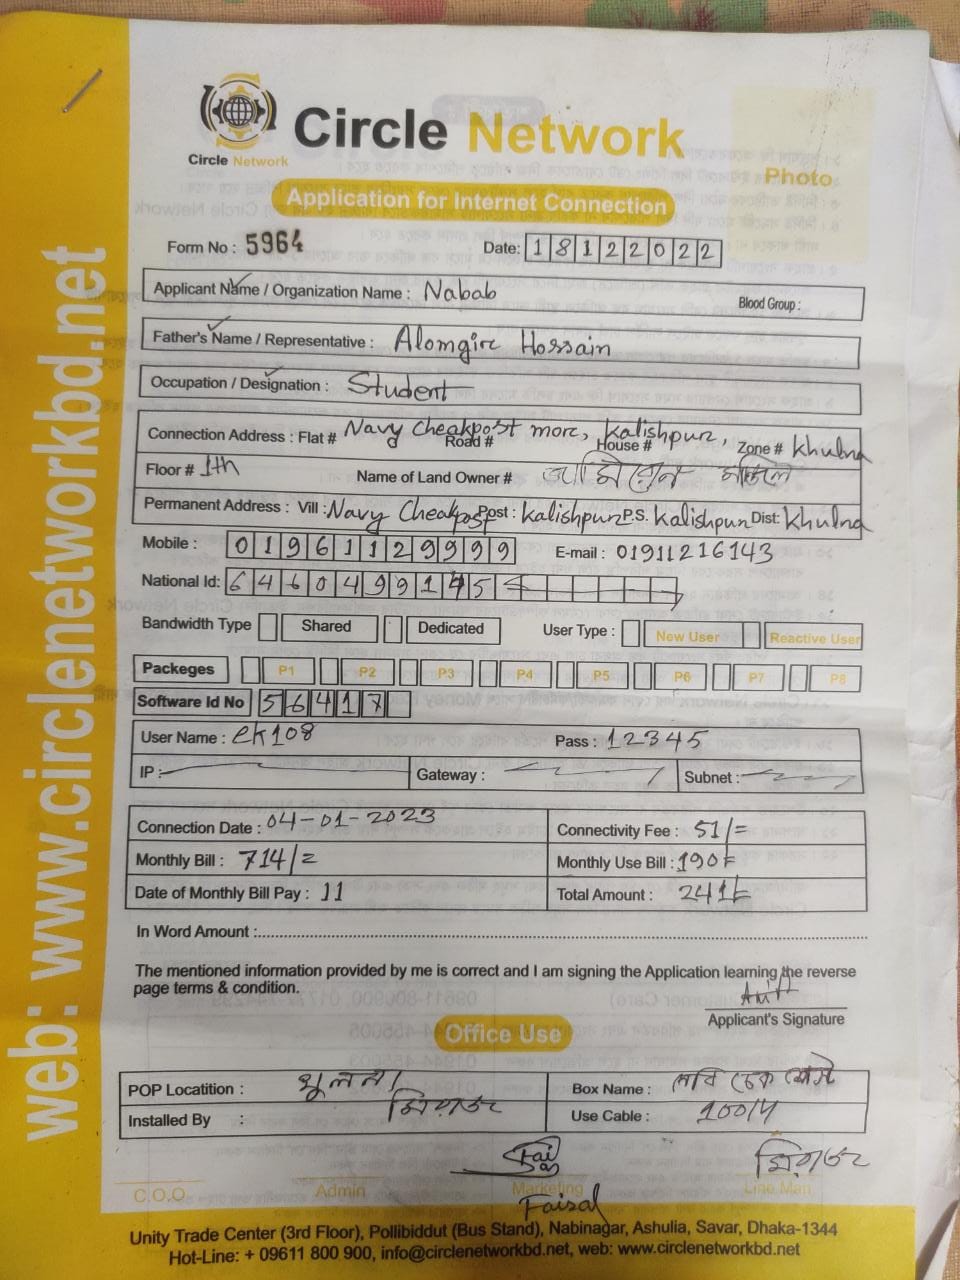 web: www.circlenetworkbd.net
Circle Network
Circle Network
Photo
Application for Internet Connection
Form No : 5964 Date: 18122022
Applicant Name / Organization Name : Nabab Blood Group :
Father's Name / Representative : Alomgir Hossain
Occupation / Designation : Student
Connection Address : Flat # Navy Cheakpost more, Road # House # Kalishpur, Zone # Khulna
Floor # 1th Name of Land Owner #
Permanent Address : Vill : Navy Cheakpost Post : Kalishpur P.S. Kalishpur Dist: Khulna
Mobile : 01961129999 E-mail : 01911216143
National Id: 6460499145
Bandwidth Type Shared Dedicated User Type : New User Reactive User
Packeges P1 P2 P3 P4 P5 P6 P7 P8
Software Id No 56417
User Name : ek108 Pass : 12345
IP : Gateway : Subnet :
Connection Date : 04-01-2023 Connectivity Fee : 51/=
Monthly Bill : 714/= Monthly Use Bill : 190/=
Date of Monthly Bill Pay : 11 Total Amount : 241/=
In Word Amount :
The mentioned information provided by me is correct and I am signing the Application learning the reverse
page terms & condition.
Applicant's Signature
Office Use
POP Locatition : খুলনা Box Name :
Installed By : মিরাজ Use Cable :
মিরাজ
C.O.O Admin Marketing Line Man
Faisal
Unity Trade Center (3rd Floor), Pollibiddut (Bus Stand), Nabinagar, Ashulia, Savar, Dhaka-1344
Hot-Line: + 09611 800 900, info@circlenetworkbd.net, web: www.circlenetworkbd.net